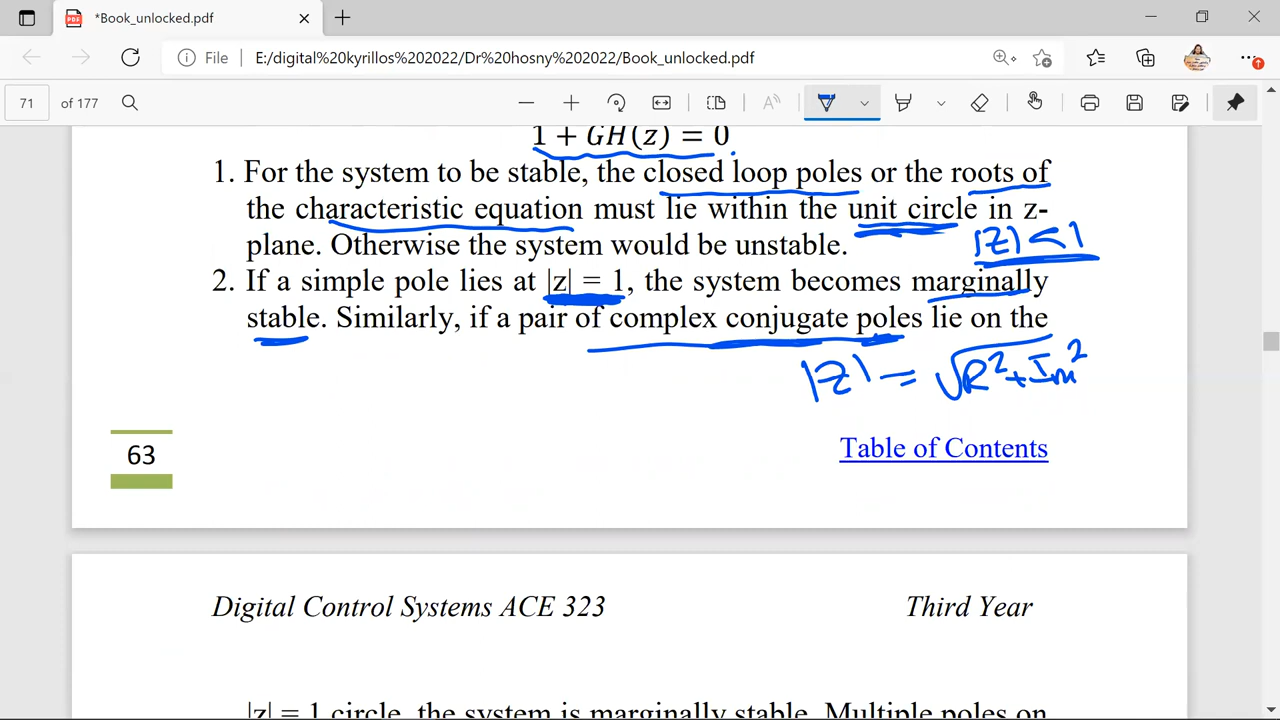 *Book_unlocked.pdf
File
E:/digital%20kyrillos%202022/Dr%20hosny%202022/Book_unlocked.pdf
71 of 177
1 + GH(z) = 0
1. For the system to be stable, the closed loop poles or the roots of
the characteristic equation must lie within the unit circle in z-
plane. Otherwise the system would be unstable.
|Z| < 1
2. If a simple pole lies at |z| = 1, the system becomes marginally
stable. Similarly, if a pair of complex conjugate poles lie on the
|Z| = √R²+Im²
63
Table of Contents
Digital Control Systems ACE 323
Third Year
|z| = 1 circle, the system is marginally stable. Multiple poles on